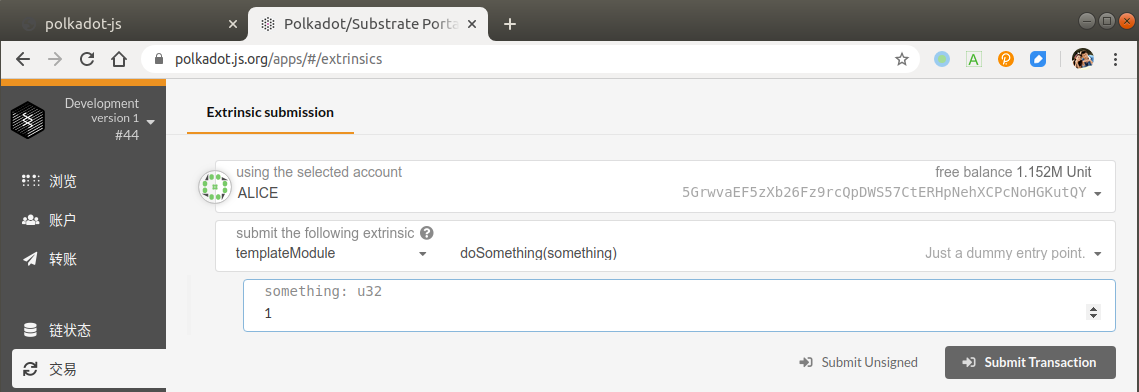 polkadot-js
Polkadot/Substrate Porta
polkadot.js.org/apps/#/extrinsics
Development
version 1
#44
浏览
账户
转账
链状态
交易
Extrinsic submission
using the selected account
free balance 1.152M Unit
ALICE
5GrwvaEF5zXb26Fz9rcQpDWS57CtERHpNehXCPcNoHGKutQY
submit the following extrinsic
templateModule
doSomething(something)
Just a dummy entry point.
something: u32
1
Submit Unsigned
Submit Transaction